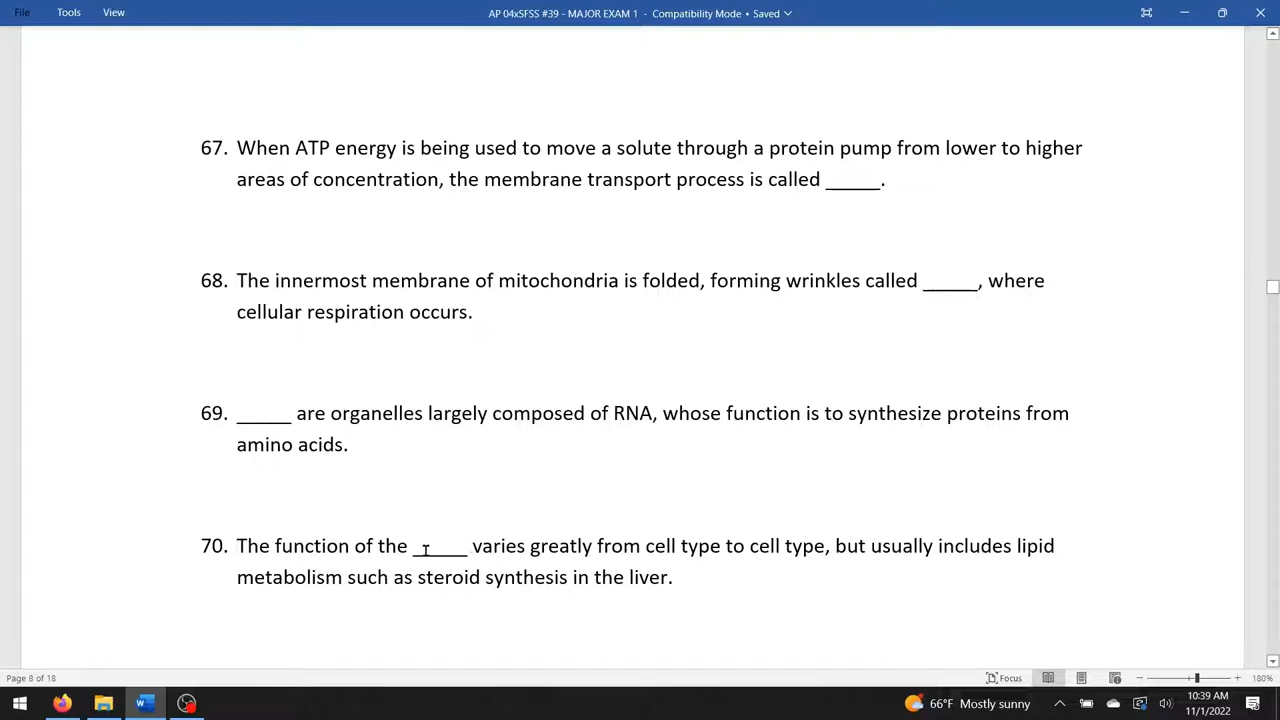 File Tools View AP 04xSFSS #39 - MAJOR EXAM 1 - Compatibility Mode • Saved
67. When ATP energy is being used to move a solute through a protein pump from lower to higher
areas of concentration, the membrane transport process is called _____.
68. The innermost membrane of mitochondria is folded, forming wrinkles called _____, where
cellular respiration occurs.
69. _____ are organelles largely composed of RNA, whose function is to synthesize proteins from
amino acids.
70. The function of the _____ varies greatly from cell type to cell type, but usually includes lipid
metabolism such as steroid synthesis in the liver.
Page 8 of 18 Focus 180%
66°F Mostly sunny 10:39 AM
11/1/2022